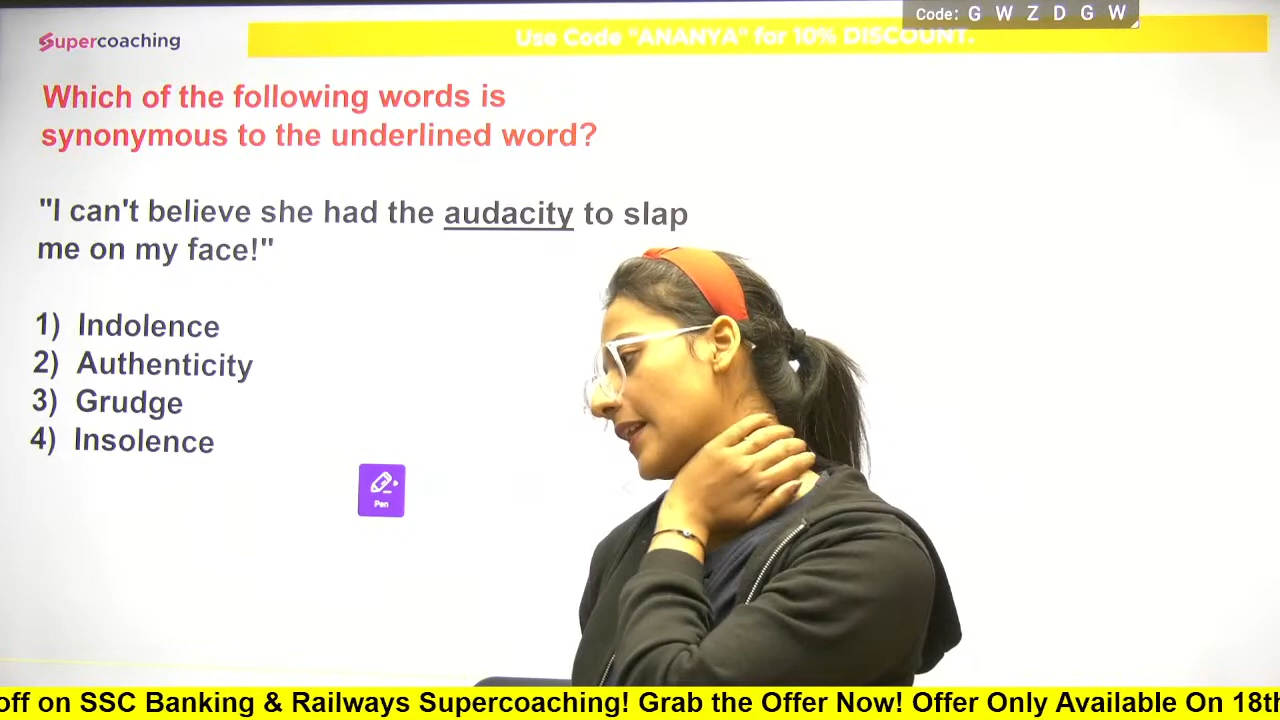 Code: G W Z D G W
Supercoaching
Use Code "ANANYA" for 10% DISCOUNT.
Which of the following words is
synonymous to the underlined word?
"I can't believe she had the audacity to slap
me on my face!"
1) Indolence
2) Authenticity
3) Grudge
4) Insolence
Pen
off on SSC Banking & Railways Supercoaching! Grab the Offer Now! Offer Only Available On 18th